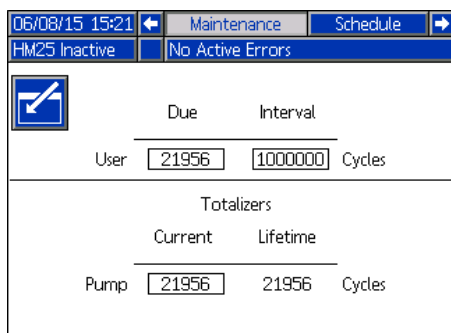 06/08/15 15:21 Maintenance Schedule
HM25 Inactive No Active Errors
Due Interval
User 21956 1000000 Cycles
Totalizers
Current Lifetime
Pump 21956 21956 Cycles